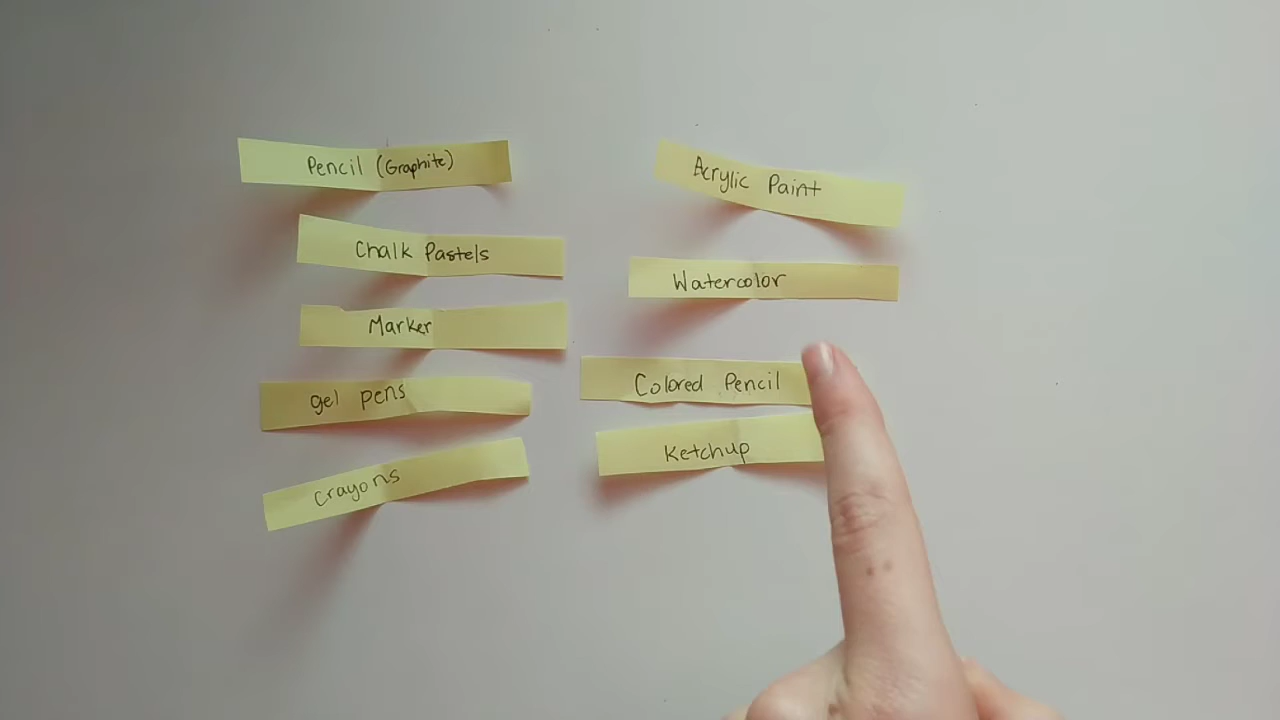 Pencil (Graphite)
Chalk Pastels
Marker
gel pens
crayons
Acrylic Paint
Watercolor
Colored Pencil
Ketchup